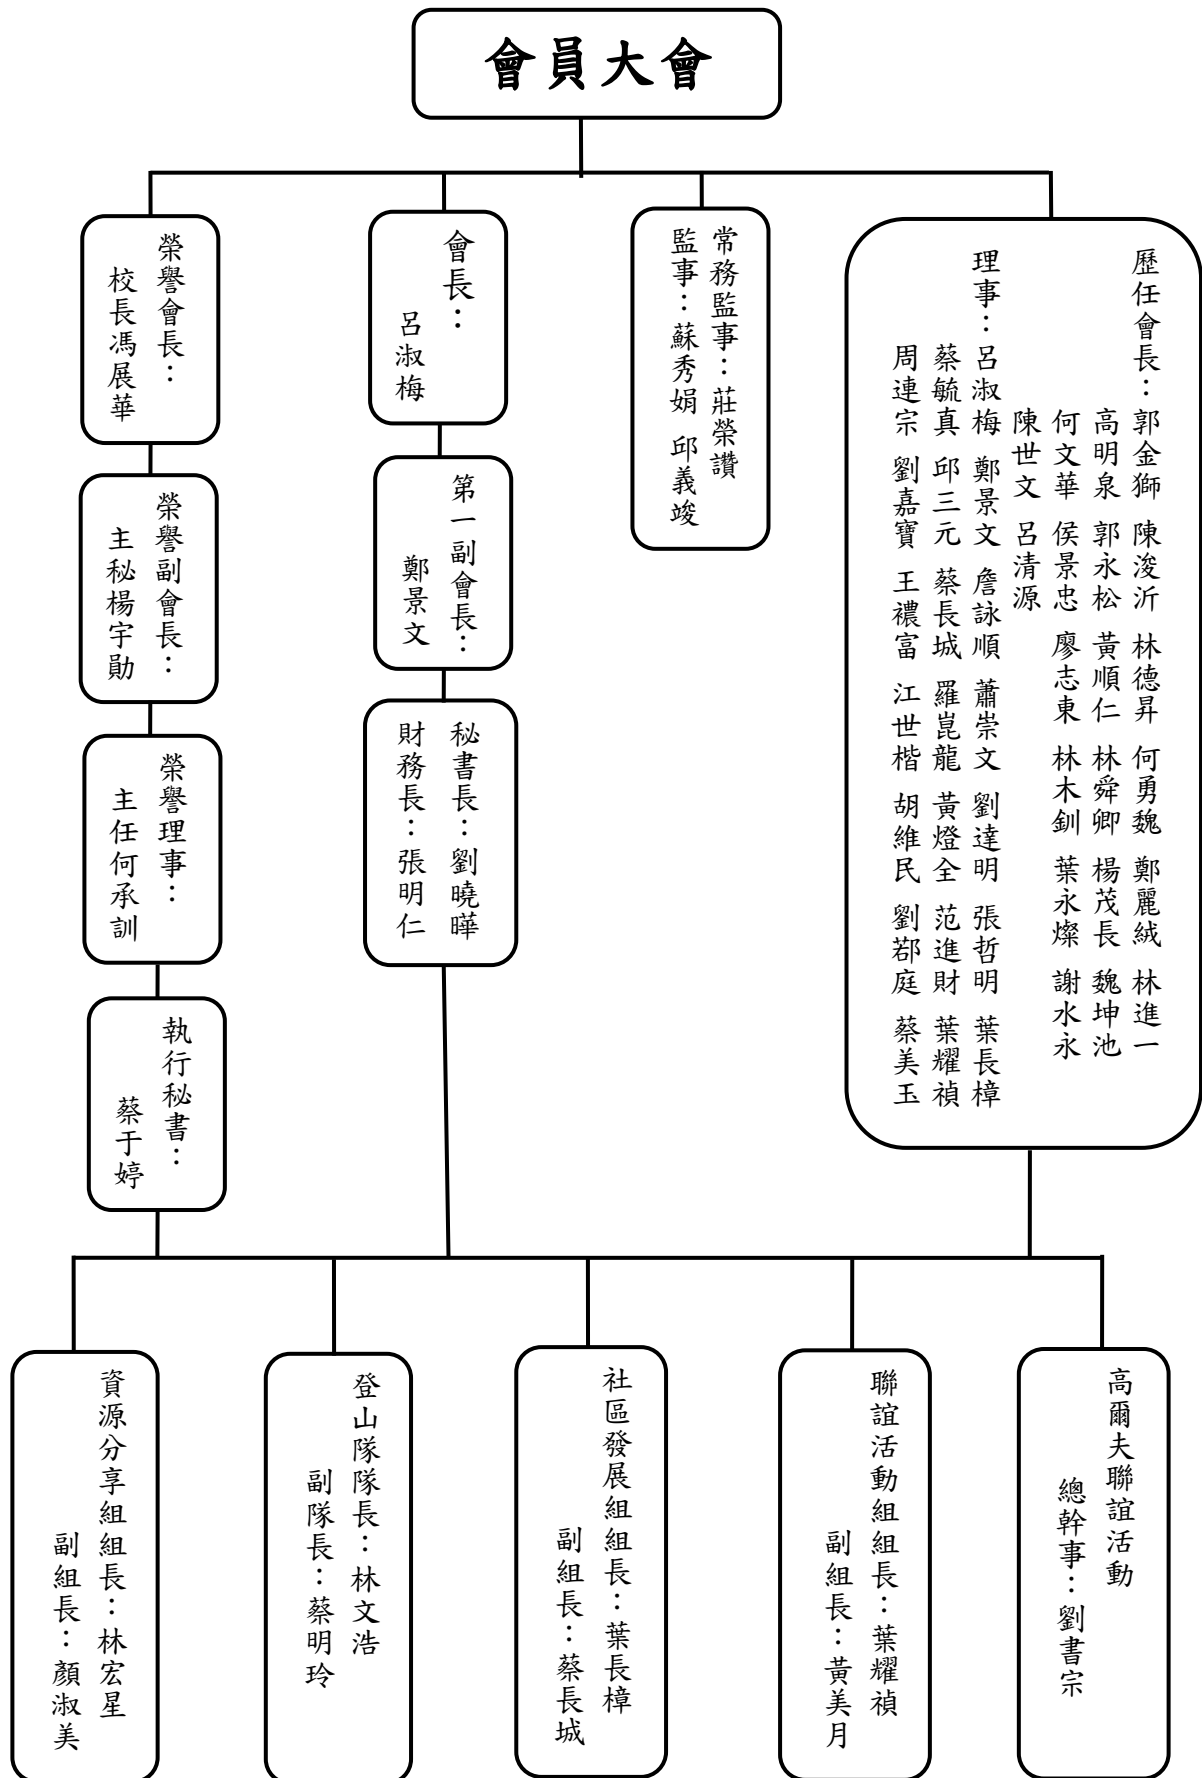 會員大會
歷任會長：郭金獅 陳浚沂 林德昇 何勇魏 鄭麗絨 林進一
高明泉 郭永松 黃順仁 林舜卿 楊茂長 魏坤池
何文華 侯景忠 廖志東 林木釧 葉永燦 謝水永
陳世文 呂清源
理事：呂淑梅 鄭景文 詹詠順 蕭崇文 劉達明 張哲明 葉長樟
蔡毓真 邱三元 蔡長城 羅崑龍 黃燈全 范進財 葉耀禎
周連宗 劉嘉寶 王禮富 江世楷 胡維民 劉郡庭 蔡美玉
常務監事：莊榮讚
監事：蘇秀娟 邱義竣
會長：
呂淑梅
第一副會長：
鄭景文
秘書長：劉曉曄
財務長：張明仁
榮譽會長：
校長馮展華
榮譽副會長：
主秘楊宇勛
榮譽理事：
主任何承訓
執行秘書：
蔡于婷
高爾夫聯誼活動
總幹事：劉書宗
聯誼活動組組長：葉耀禎
副組長：黃美月
社區發展組組長：葉長樟
副組長：蔡長城
登山隊隊長：林文浩
副隊長：蔡明玲
資源分享組組長：林宏星
副組長：顏淑美